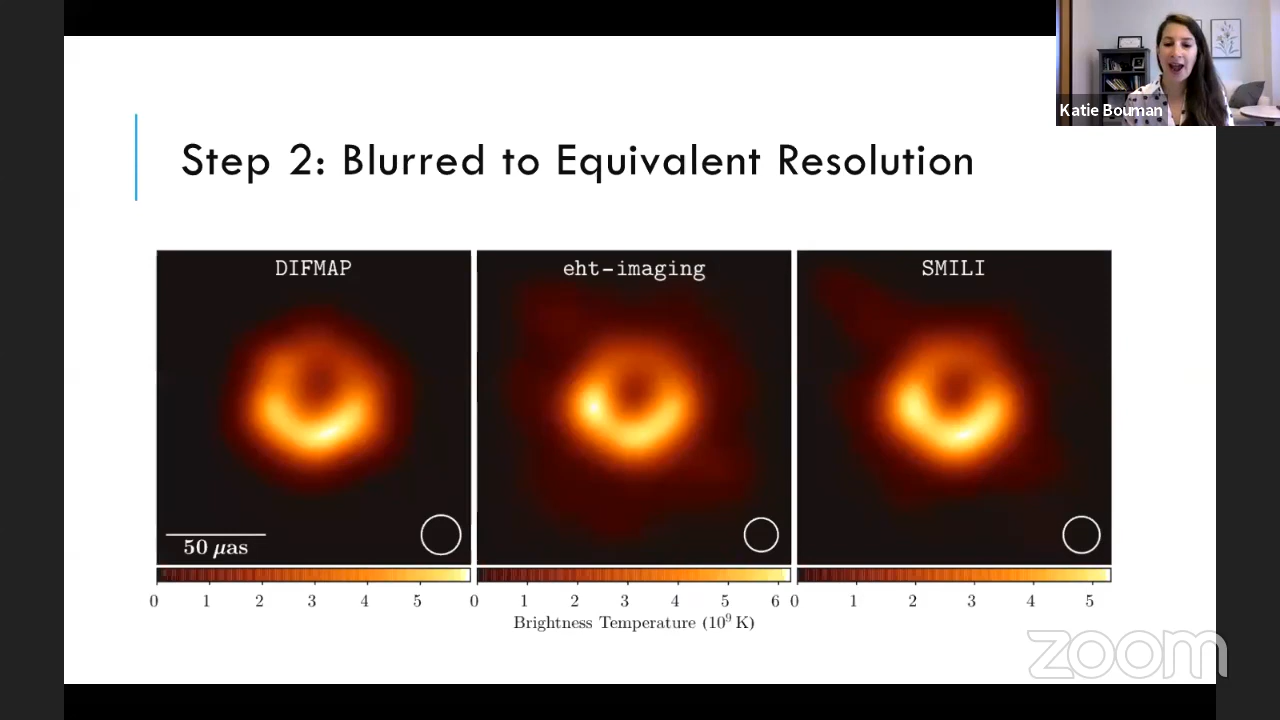 Katie Bouman
Step 2: Blurred to Equivalent Resolution
DIFMAP
eht-imaging
SMILI
50 μas
0 1 2 3 4 5
0 1 2 3 4 5 6
0 1 2 3 4 5
Brightness Temperature (10⁹ K)
zoom